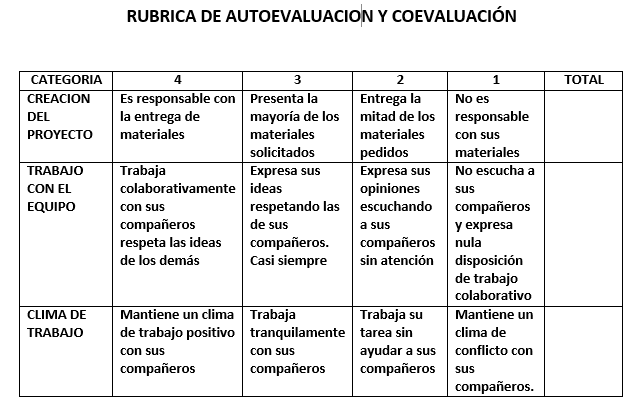 RUBRICA DE AUTOEVALUACION Y COEVALUACIÓN
CATEGORIA 4 3 2 1 TOTAL
CREACION
DEL
PROYECTO
Es responsable con
la entrega de
materiales
Presenta la
mayoría de los
materiales
solicitados
Entrega la
mitad de los
materiales
pedidos
No es
responsable
con sus
materiales
TRABAJO
CON EL
EQUIPO
Trabaja
colaborativamente
con sus
compañeros
respeta las ideas
de los demás
Expresa sus
ideas
respetando las
de sus
compañeros.
Casi siempre
Expresa sus
opiniones
escuchando
a sus
compañeros
sin atención
No escucha a
sus
compañeros
y expresa
nula
disposición
de trabajo
colaborativo
CLIMA DE
TRABAJO
Mantiene un clima
de trabajo positivo
con sus
compañeros
Trabaja
tranquilamente
con sus
compañeros
Trabaja su
tarea sin
ayudar a sus
compañeros
Mantiene un
clima de
conflicto con
sus
compañeros.